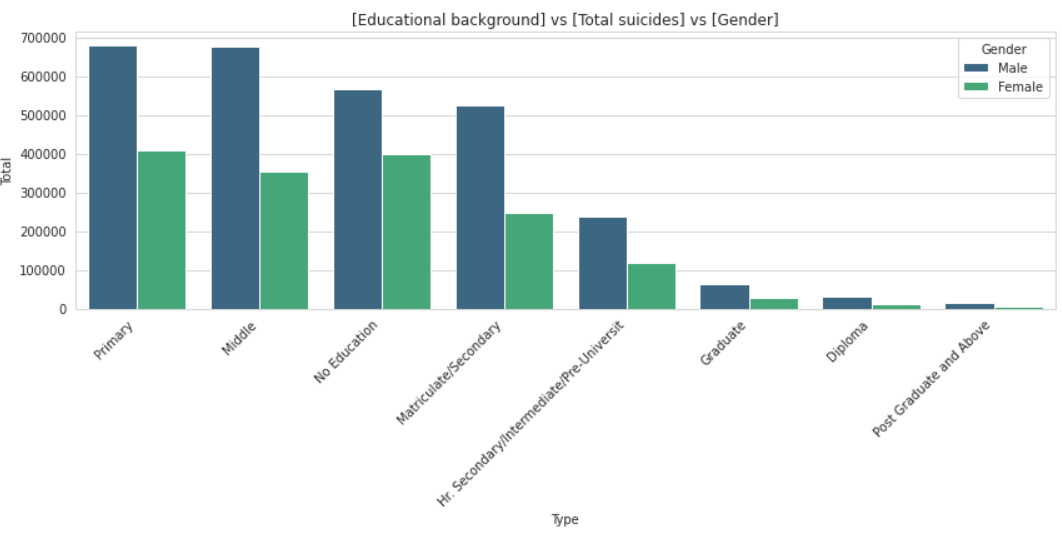 [Educational background] vs [Total suicides] vs [Gender]
Gender
Male
Female
Total
700000
600000
500000
400000
300000
200000
100000
0
Primary
Middle
No Education
Matriculate/Secondary
Hr. Secondary/Intermediate/Pre-Universit
Graduate
Diploma
Post Graduate and Above
Type